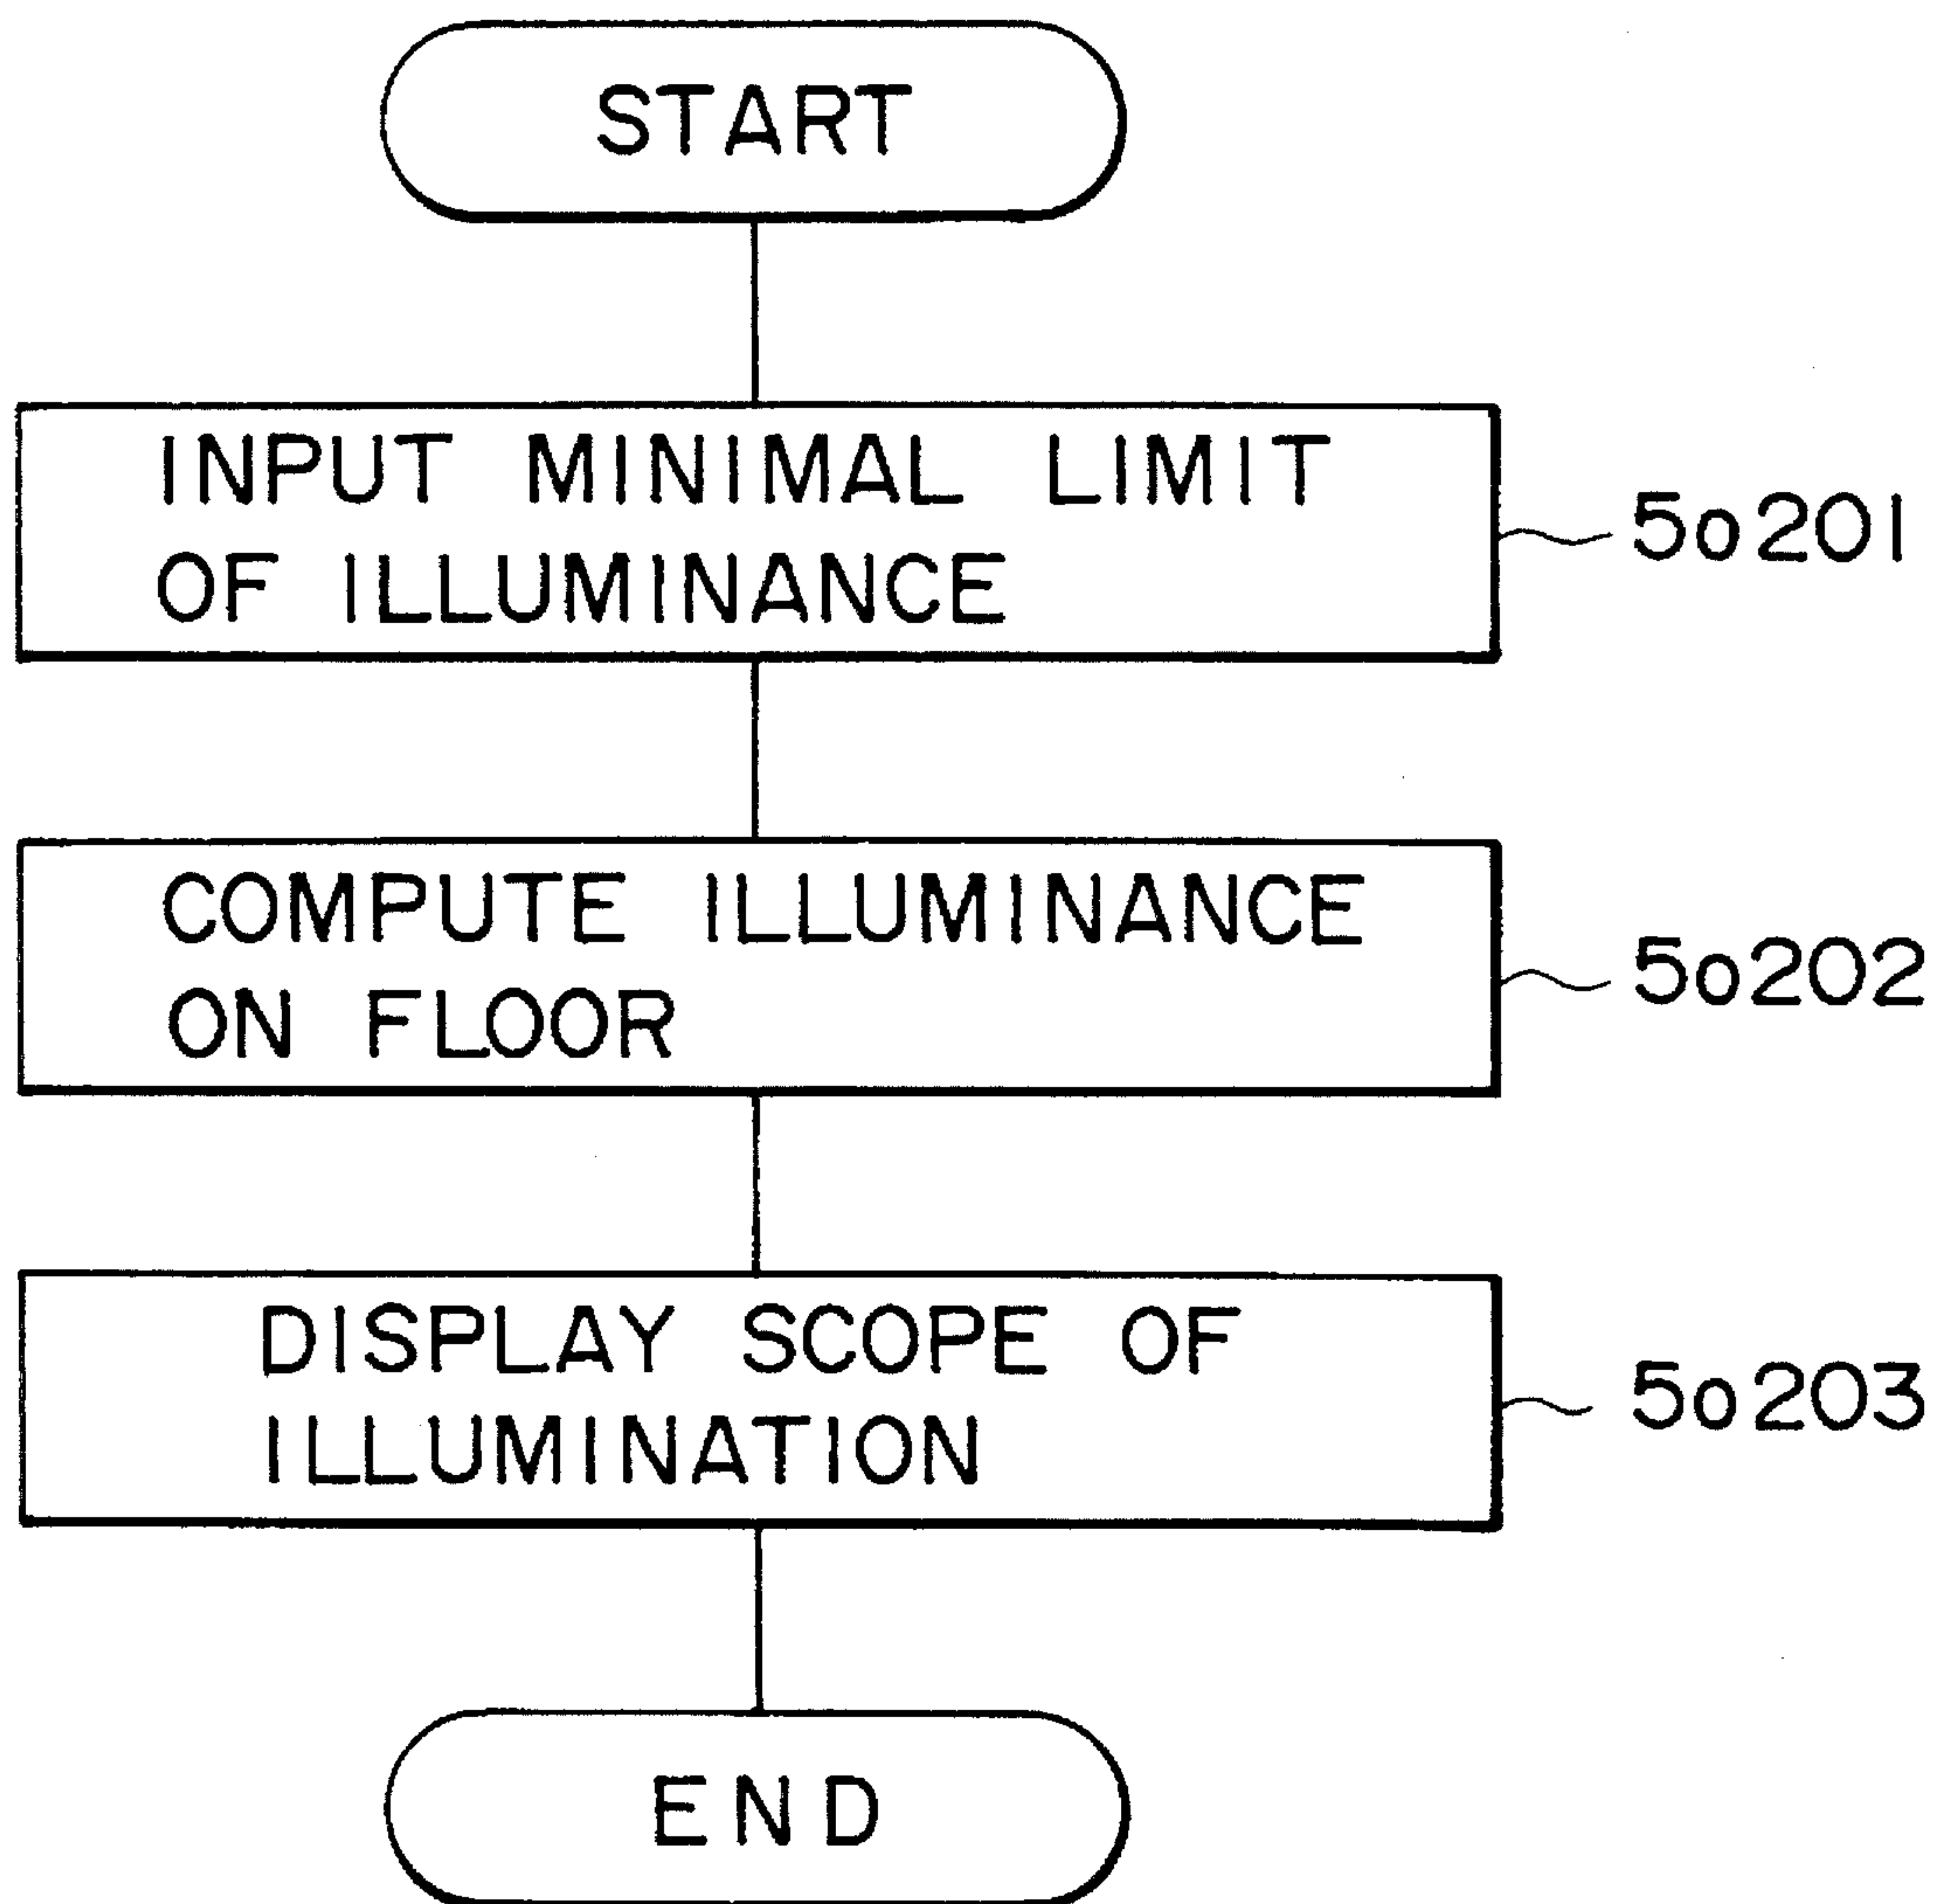 START
INPUT MINIMAL LIMIT
OF ILLUMINANCE
5o201
COMPUTE ILLUMINANCE
ON FLOOR
5o202
DISPLAY SCOPE OF
ILLUMINATION
5o203
END